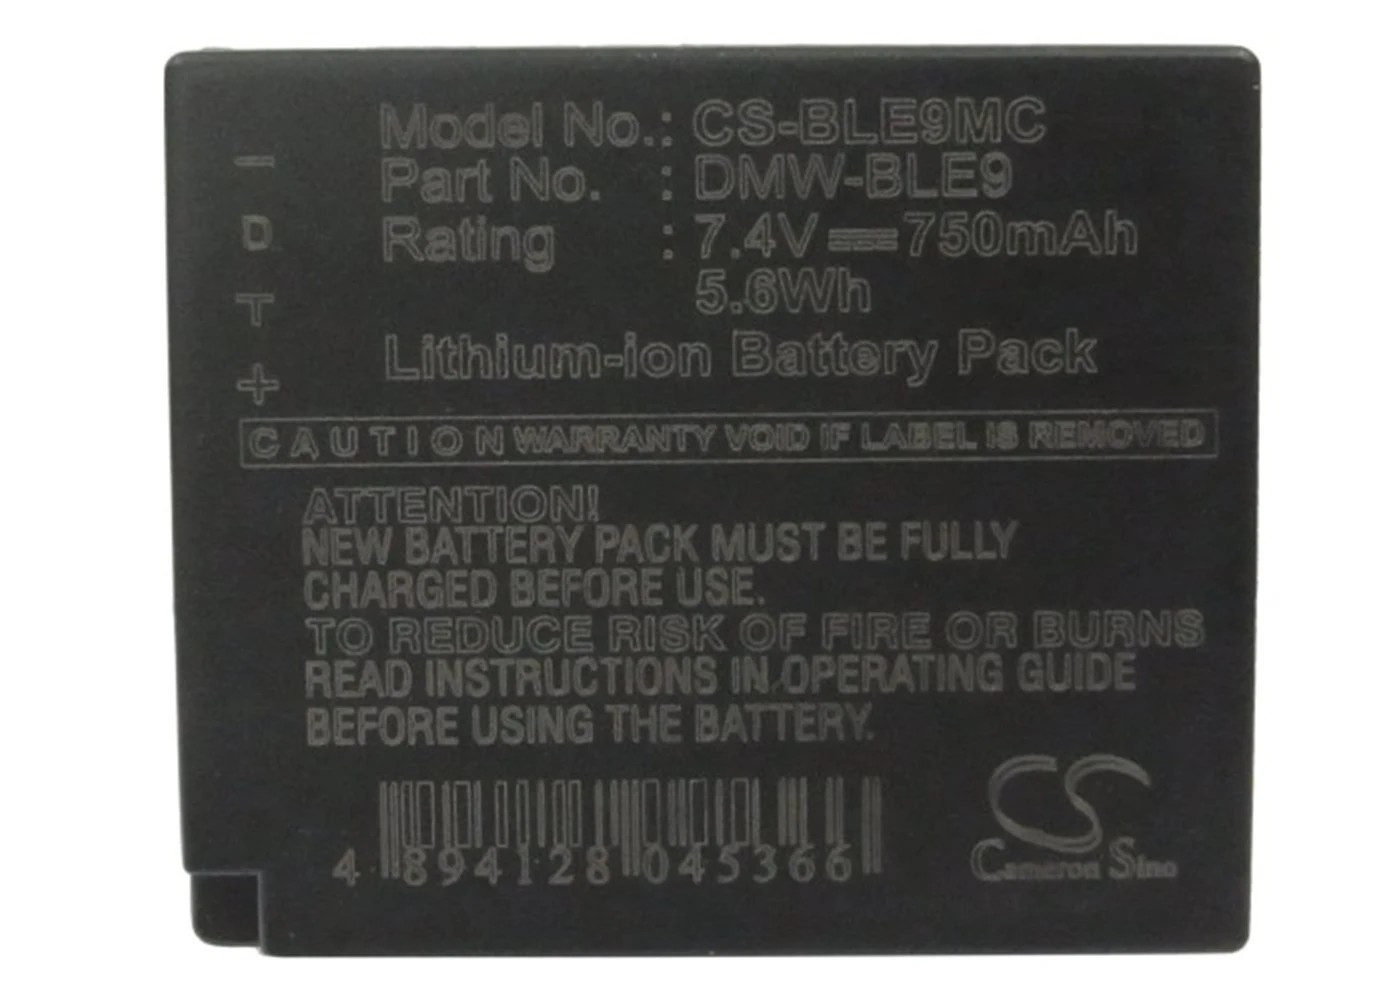 Model No.: CS-BLE9MC
Part No. : DMW-BLE9
Rating : 7.4V 750mAh
5.6Wh
Lithium-ion Battery Pack
–
D
T
+
CAUTION WARRANTY VOID IF LABEL IS REMOVED
ATTENTION!
NEW BATTERY PACK MUST BE FULLY
CHARGED BEFORE USE.
TO REDUCE RISK OF FIRE OR BURNS
READ INSTRUCTIONS IN OPERATING GUIDE
BEFORE USING THE BATTERY.
4 894128 045366
CS
Cameron Sino